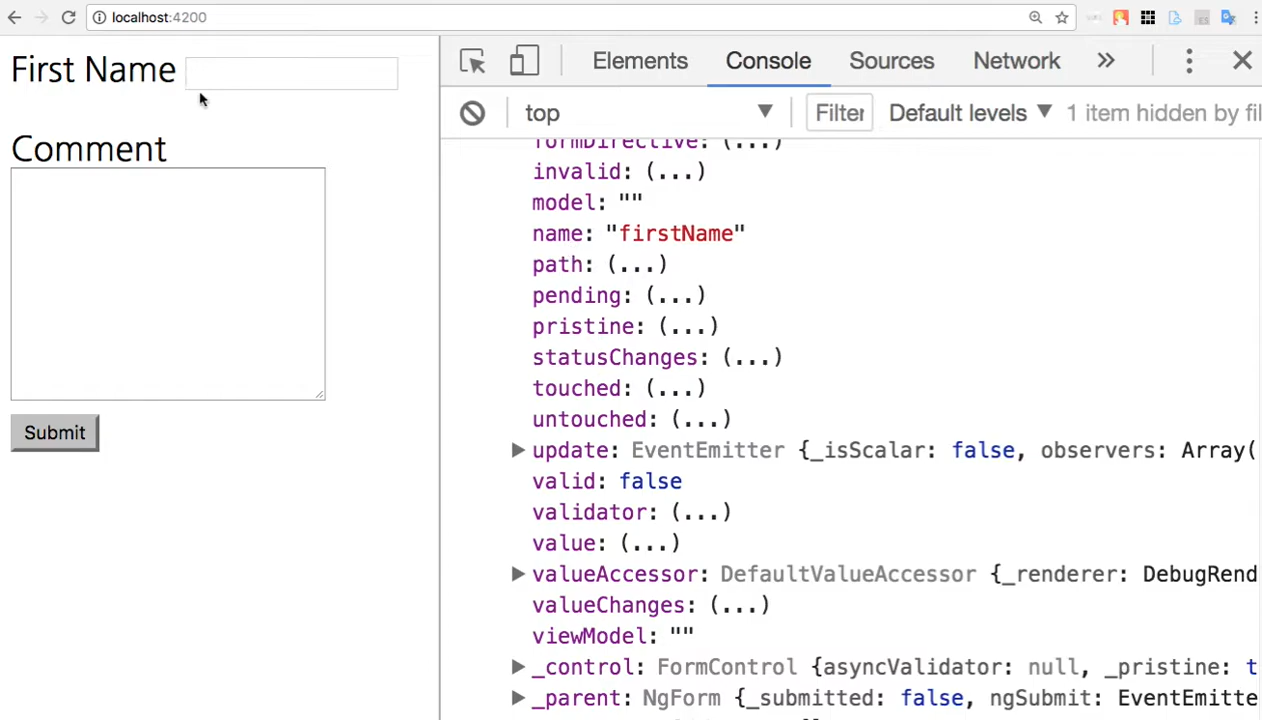 localhost:4200
First Name
Comment
Submit
Elements Console Sources Network
top Filter Default levels 1 item hidden by fil
formDirective: (...)
invalid: (...)
model: ""
name: "firstName"
path: (...)
pending: (...)
pristine: (...)
statusChanges: (...)
touched: (...)
untouched: (...)
update: EventEmitter {_isScalar: false, observers: Array(
valid: false
validator: (...)
value: (...)
valueAccessor: DefaultValueAccessor {_renderer: DebugRend
valueChanges: (...)
viewModel: ""
_control: FormControl {asyncValidator: null, _pristine: t
_parent: NgForm {_submitted: false, ngSubmit: EventEmitte